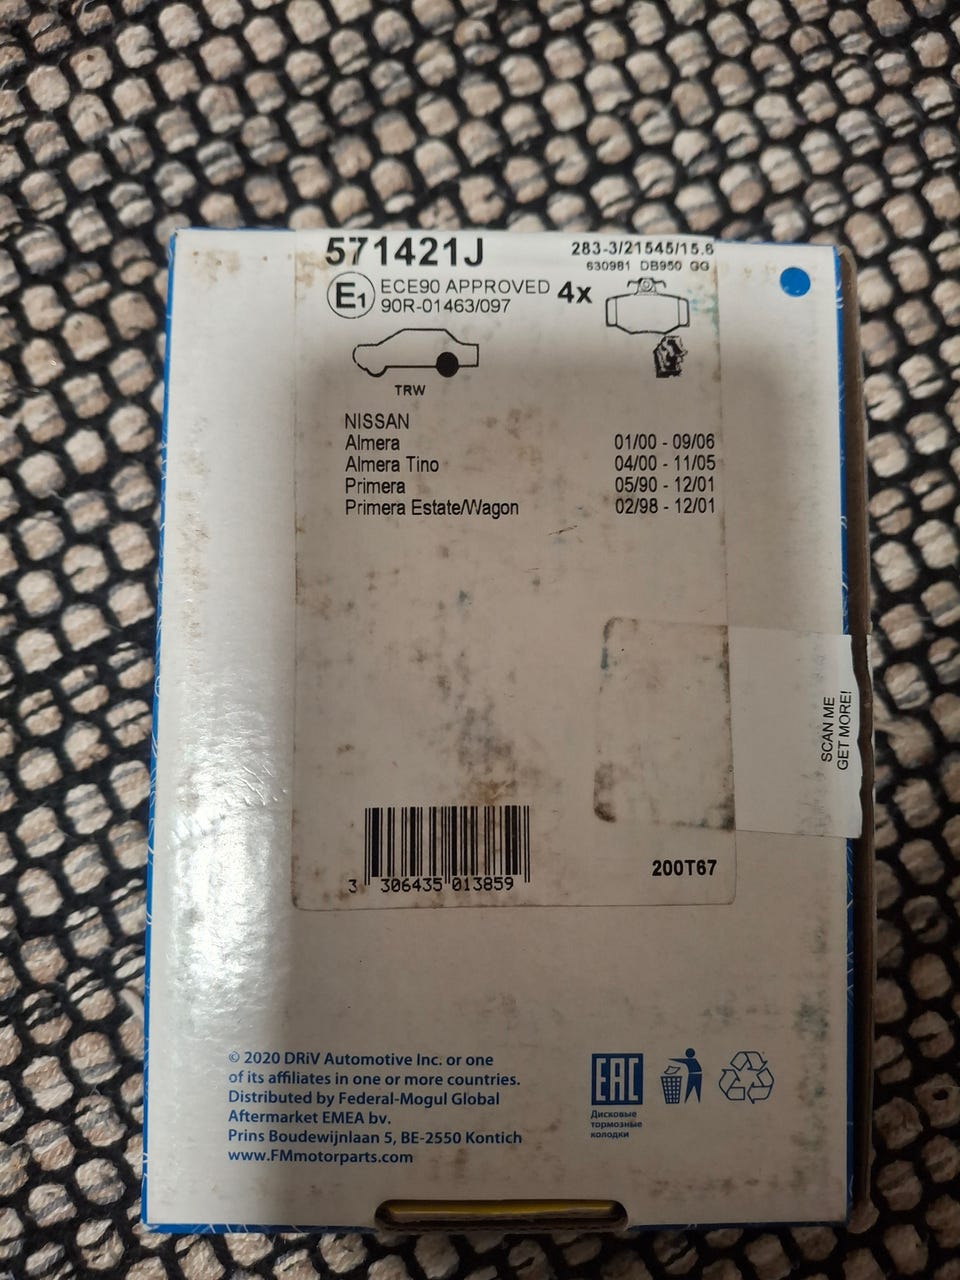 571421J
283-3/21545/15.6
630981 DB950 GG
E1
ECE90 APPROVED
90R-01463/097
4x
TRW
NISSAN
Almera 01/00 - 09/06
Almera Tino 04/00 - 11/05
Primera 05/90 - 12/01
Primera Estate/Wagon 02/98 - 12/01
SCAN ME
GET MORE!
200T67
3 306435 013859
© 2020 DRiV Automotive Inc. or one
of its affiliates in one or more countries.
Distributed by Federal-Mogul Global
Aftermarket EMEA bv.
Prins Boudewijnlaan 5, BE-2550 Kontich
www.FMmotorparts.com
EAC
Дисковые
тормозные
колодки